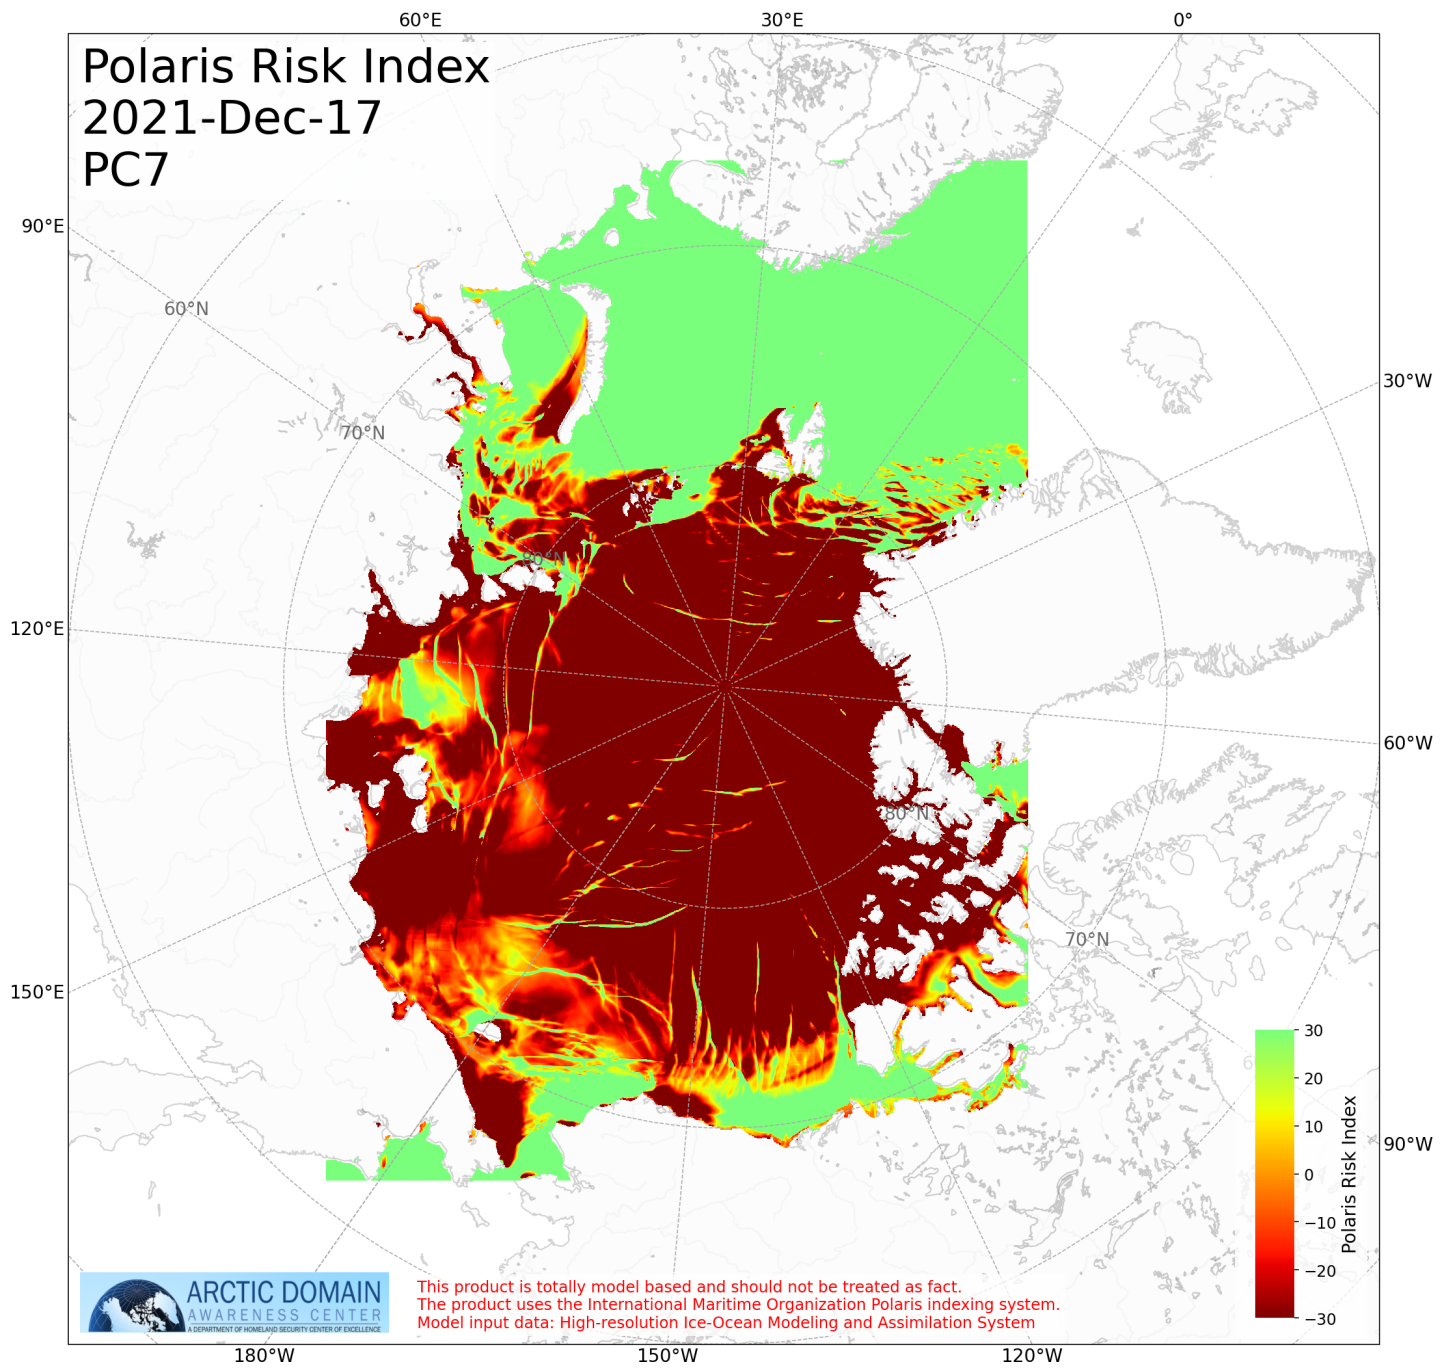 60°E
30°E
0°
Polaris Risk Index
2021-Dec-17
PC7
90°E
60°N
30°W
70°N
80°N
120°E
60°W
80°N
70°N
150°E
30
20
10
0
−10
−20
−30
Polaris Risk Index
90°W
ARCTIC DOMAIN
AWARENESS CENTER
A DEPARTMENT OF HOMELAND SECURITY CENTER OF EXCELLENCE
This product is totally model based and should not be treated as fact.
The product uses the International Maritime Organization Polaris indexing system.
Model input data: High-resolution Ice-Ocean Modeling and Assimilation System
180°W
150°W
120°W